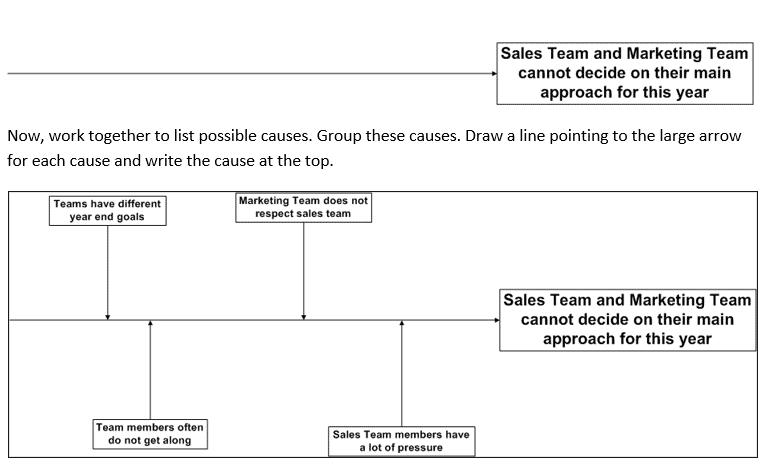 Sales Team and Marketing Team
cannot decide on their main
approach for this year
Now, work together to list possible causes. Group these causes. Draw a line pointing to the large arrow
for each cause and write the cause at the top.
Teams have different
year end goals
Marketing Team does not
respect sales team
Sales Team and Marketing Team
cannot decide on their main
approach for this year
Team members often
do not get along
Sales Team members have
a lot of pressure